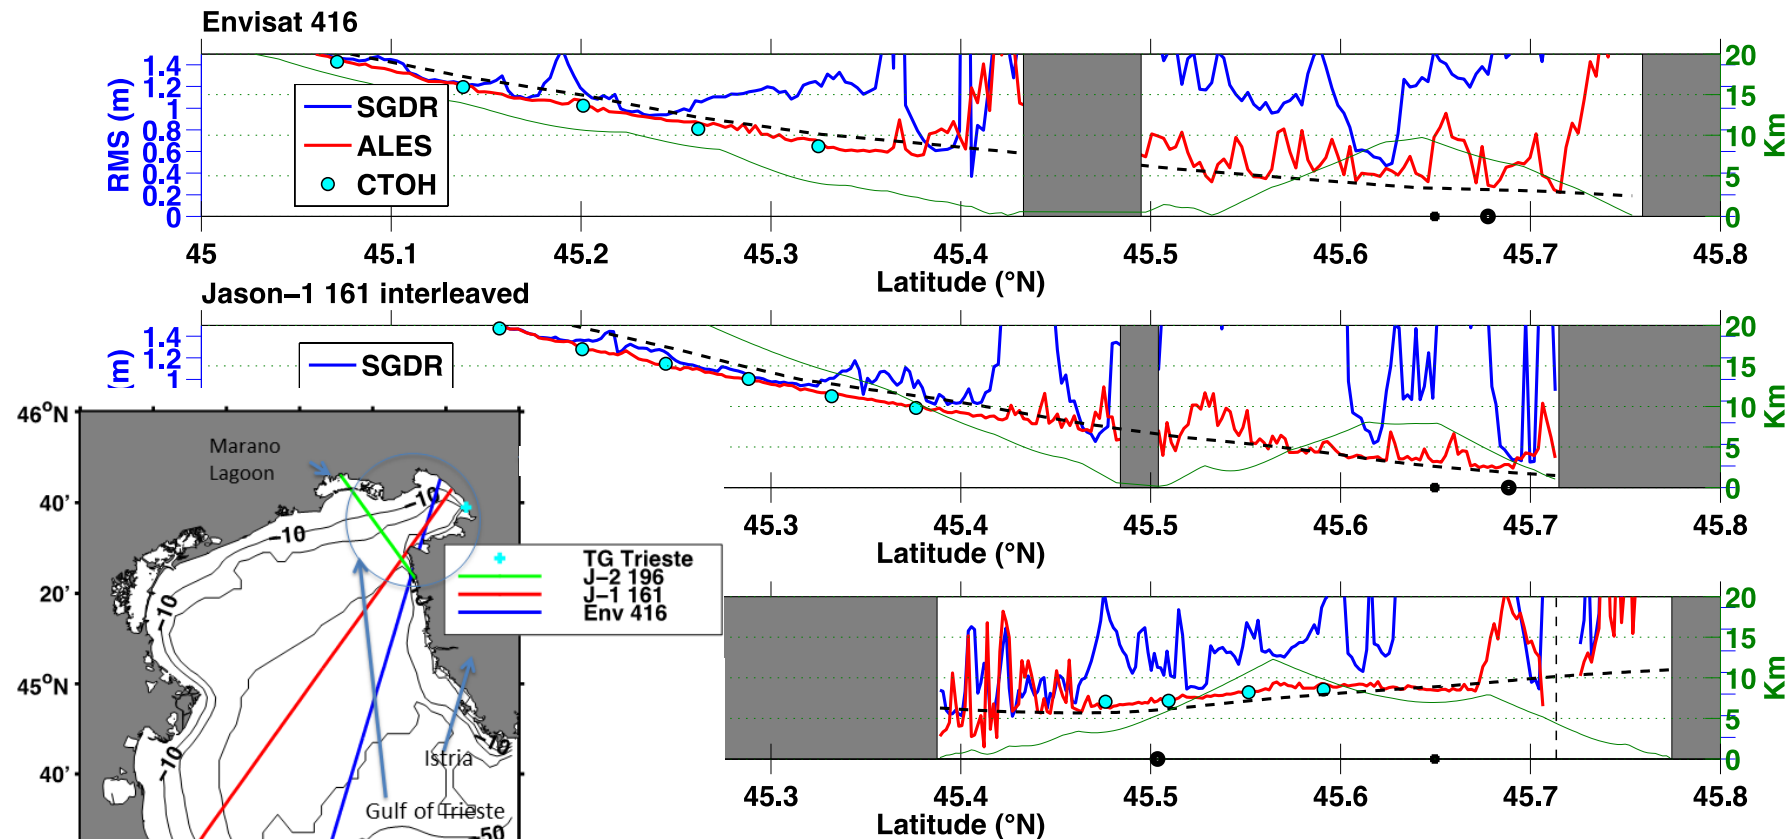 Envisat 416
1.4
1.2
1
0.8
0.6
0.4
0.2
0
RMS (m)
SGDR
ALES
CTOH
20
15
10
5
0
Km
45 45.1 45.2 45.3 45.4 45.5 45.6 45.7 45.8
Latitude (°N)
Jason–1 161 interleaved
1.4
1.2
1
(m)
SGDR
20
15
10
5
0
Km
45.3 45.4 45.5 45.6 45.7 45.8
Latitude (°N)
46°N
40'
20'
45°N
40'
Marano
Lagoon
–10
–10
–10
–10
–10
–50
Istria
Gulf of Trieste
TG Trieste
J–2 196
J–1 161
Env 416
20
15
10
5
0
Km
45.3 45.4 45.5 45.6 45.7 45.8
Latitude (°N)